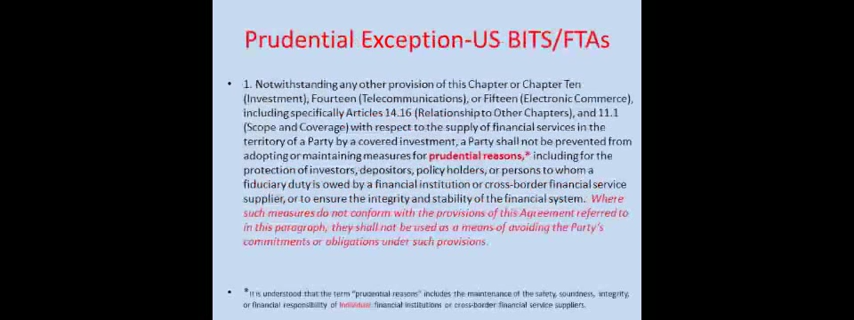 Prudential Exception-US BITS/FTAs
• 1. Notwithstanding any other provision of this Chapter or Chapter Ten
(Investment), Fourteen (Telecommunications), or Fifteen (Electronic Commerce),
including specifically Articles 14.16 (Relationship to Other Chapters), and 11.1
(Scope and Coverage) with respect to the supply of financial services in the
territory of a Party by a covered investment, a Party shall not be prevented from
adopting or maintaining measures for prudential reasons,* including for the
protection of investors, depositors, policy holders, or persons to whom a
fiduciary duty is owed by a financial institution or cross-border financial service
supplier, or to ensure the integrity and stability of the financial system. Where
such measures do not conform with the provisions of this Agreement referred to
in this paragraph, they shall not be used as a means of avoiding the Party's
commitments or obligations under such provisions.
• *It is understood that the term "prudential reasons" includes the maintenance of the safety, soundness, integrity,
or financial responsibility of individual financial institutions or cross-border financial service suppliers.